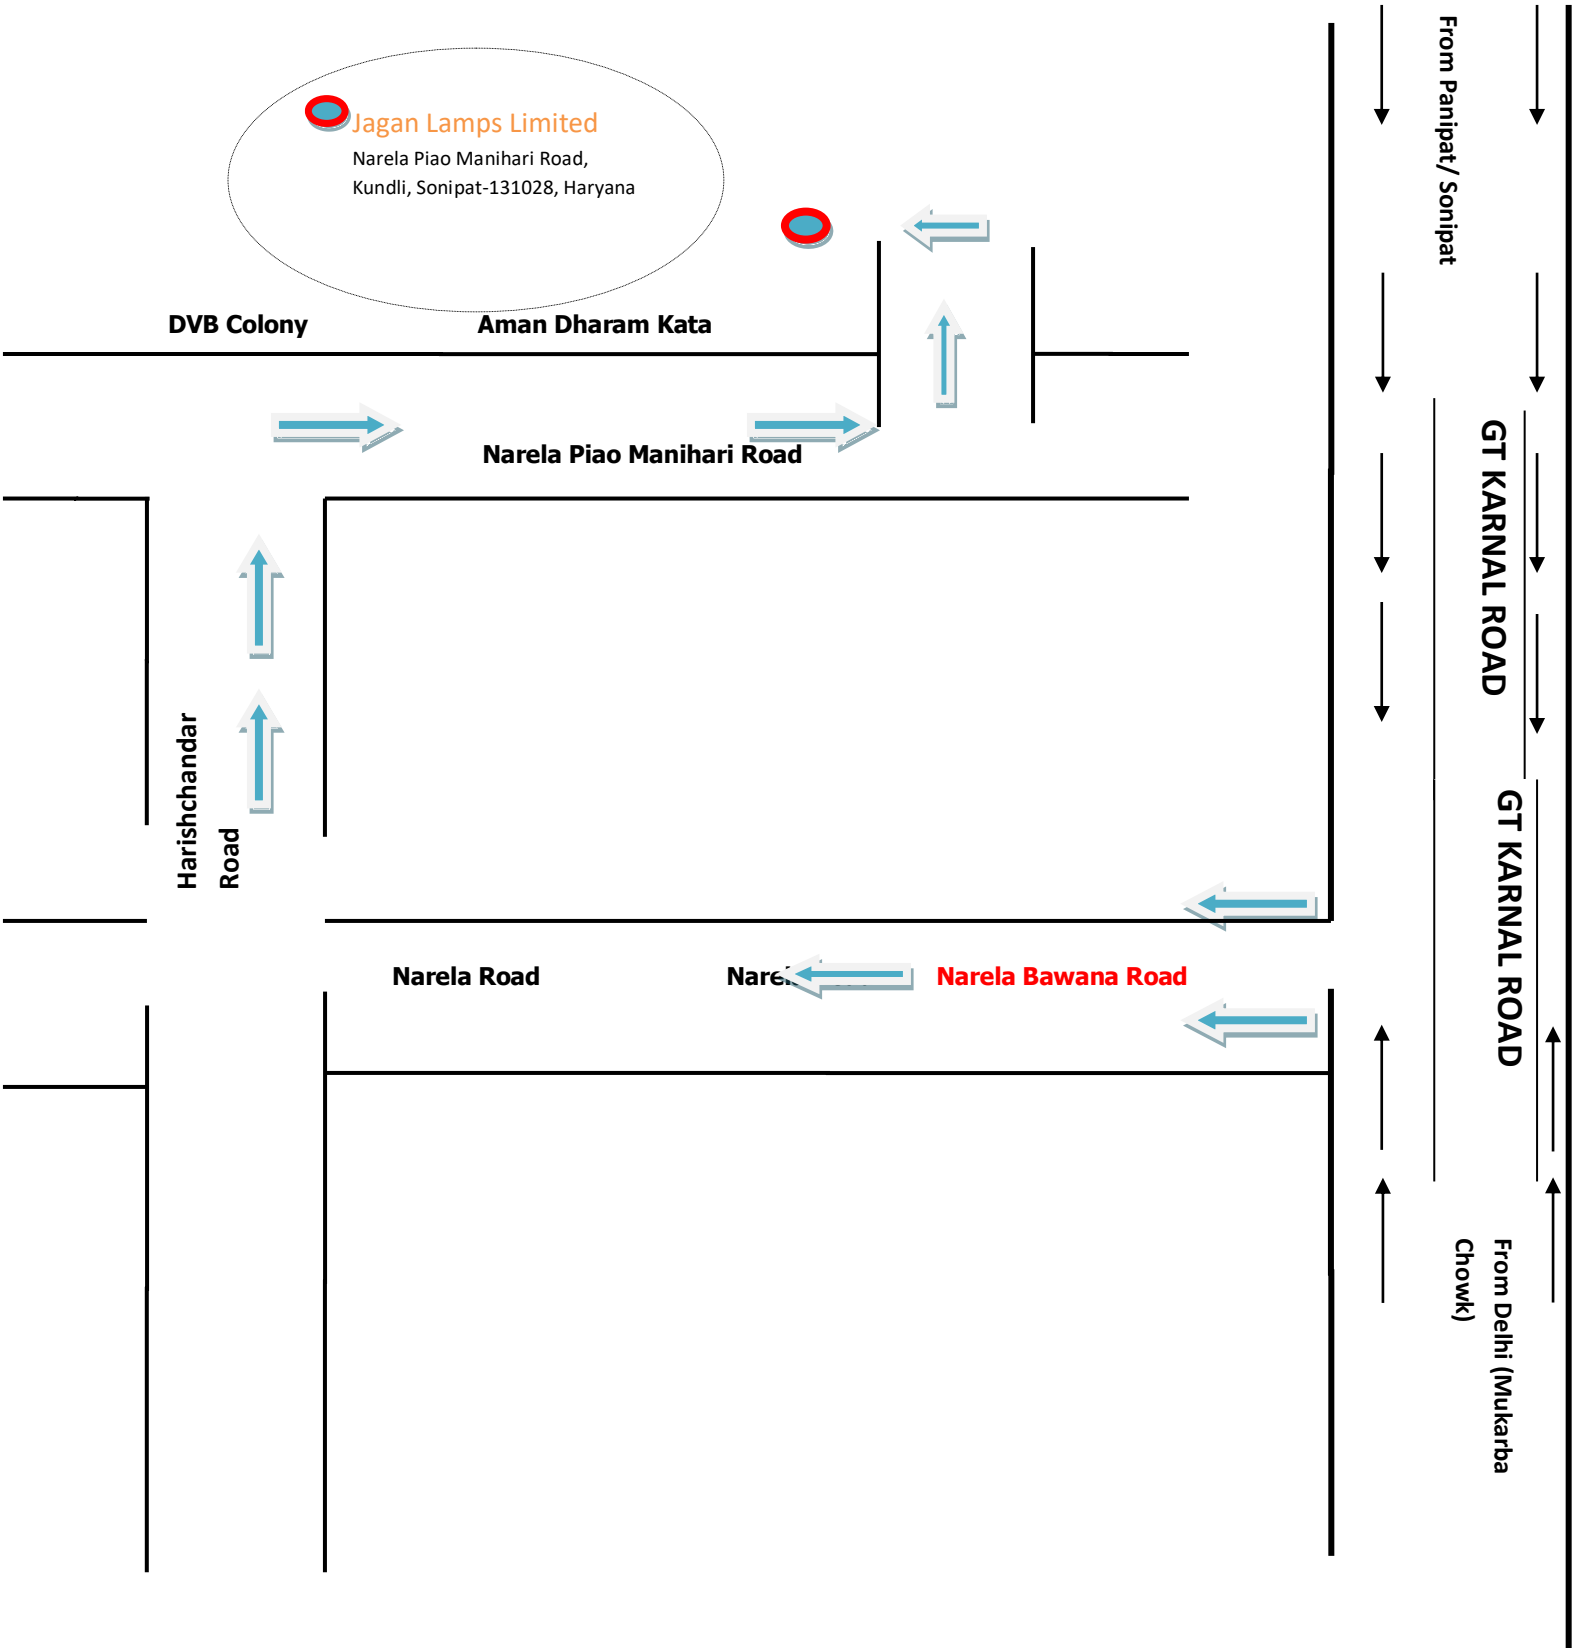 From Panipat/ Sonipat
Jagan Lamps Limited
Narela Piao Manihari Road,
Kundli, Sonipat-131028, Haryana
DVB Colony
Aman Dharam Kata
Narela Piao Manihari Road
GT KARNAL ROAD
Harishchandar
Road
GT KARNAL ROAD
Narela Road
Narela Bawana Road
From Delhi (Mukarba
Chowk)